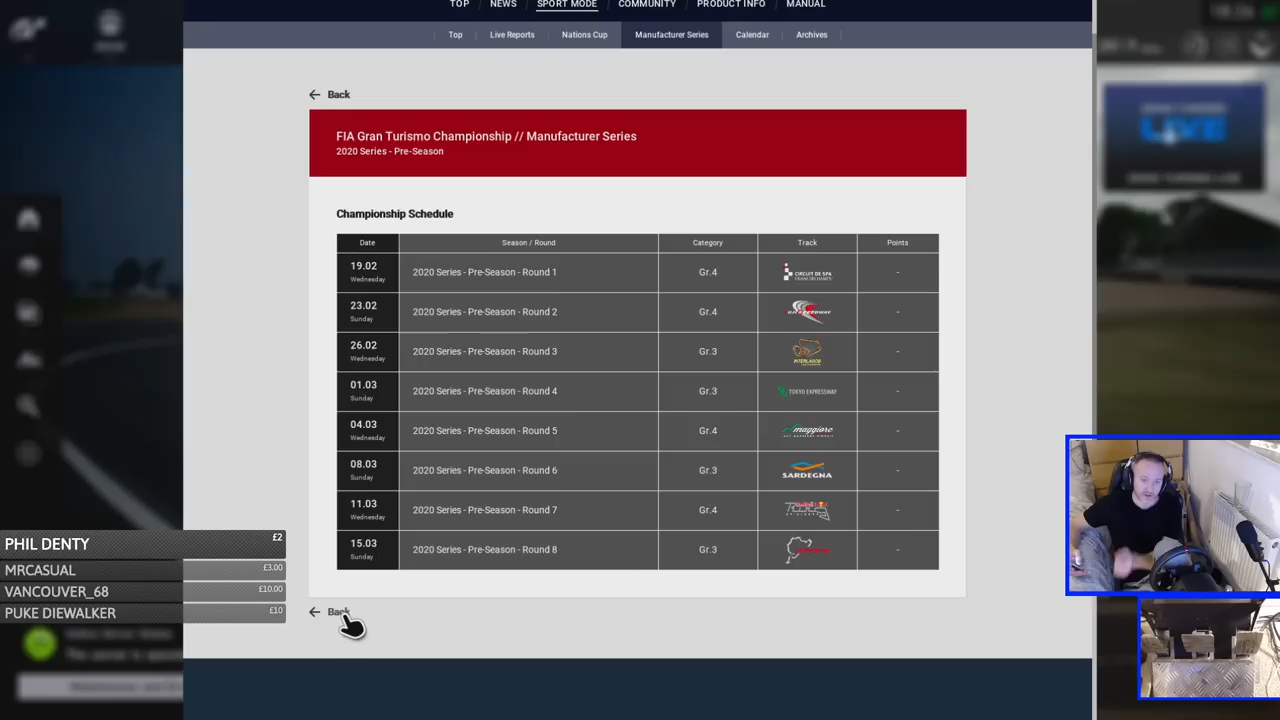 TOP NEWS SPORT MODE COMMUNITY PRODUCT INFO MANUAL
Top Live Reports Nations Cup Manufacturer Series Calendar Archives
← Back
FIA Gran Turismo Championship // Manufacturer Series
2020 Series - Pre-Season
Championship Schedule
Date Season / Round Category Track Points
19.02 Wednesday 2020 Series - Pre-Season - Round 1 Gr.4 CIRCUIT DE SPA FRANCORCHAMPS -
23.02 Sunday 2020 Series - Pre-Season - Round 2 Gr.4 -
26.02 Wednesday 2020 Series - Pre-Season - Round 3 Gr.3 INTERLAGOS -
01.03 Sunday 2020 Series - Pre-Season - Round 4 Gr.3 TOKYO EXPRESSWAY -
04.03 Wednesday 2020 Series - Pre-Season - Round 5 Gr.4 Maggiore -
08.03 Sunday 2020 Series - Pre-Season - Round 6 Gr.3 SARDEGNA -
11.03 Wednesday 2020 Series - Pre-Season - Round 7 Gr.4 -
15.03 Sunday 2020 Series - Pre-Season - Round 8 Gr.3 -
← Back
PHIL DENTY £2
MRCASUAL £3.00
VANCOUVER_68 £10.00
PUKE DIEWALKER £10
LIVE